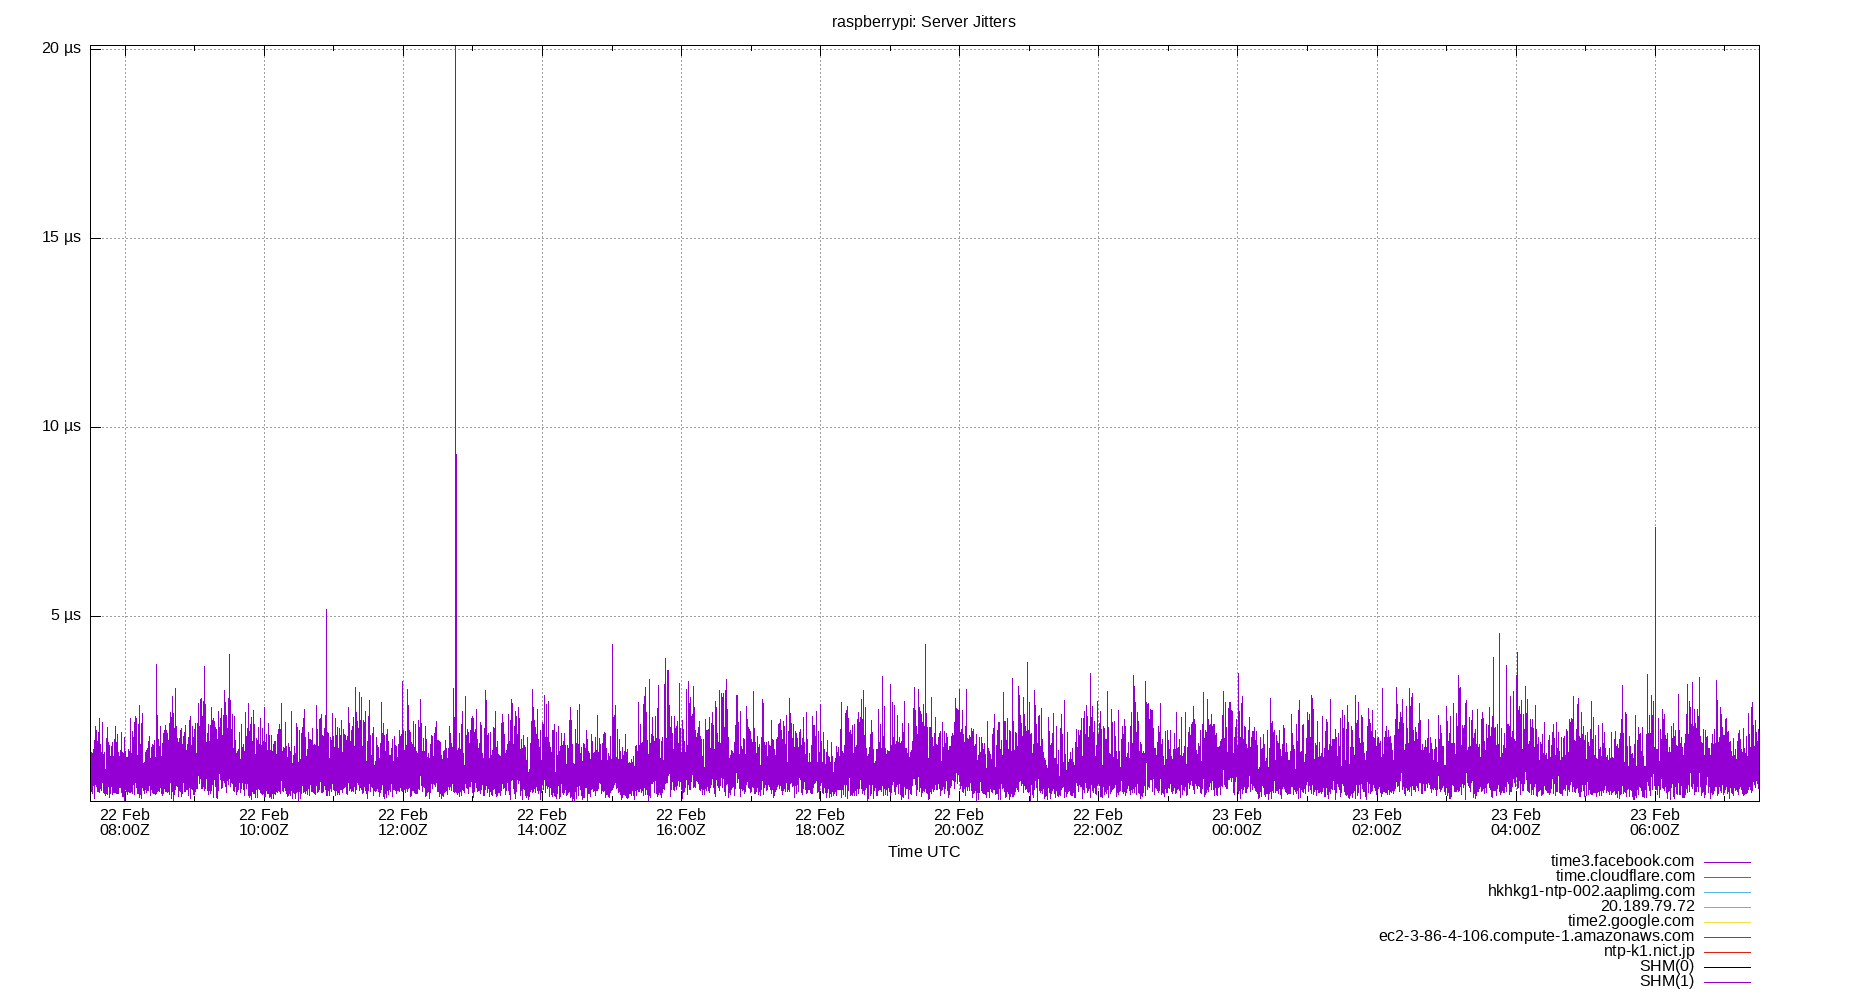 raspberrypi: Server Jitters
20 µs
15 µs
10 µs
5 µs
22 Feb 22 Feb 22 Feb 22 Feb 22 Feb 22 Feb 22 Feb 22 Feb 23 Feb 23 Feb 23 Feb 23 Feb
08:00Z 10:00Z 12:00Z 14:00Z 16:00Z 18:00Z 20:00Z 22:00Z 00:00Z 02:00Z 04:00Z 06:00Z
Time UTC
time3.facebook.com
time.cloudflare.com
hkhkg1-ntp-002.aaplimg.com
20.189.79.72
time2.google.com
ec2-3-86-4-106.compute-1.amazonaws.com
ntp-k1.nict.jp
SHM(0)
SHM(1)